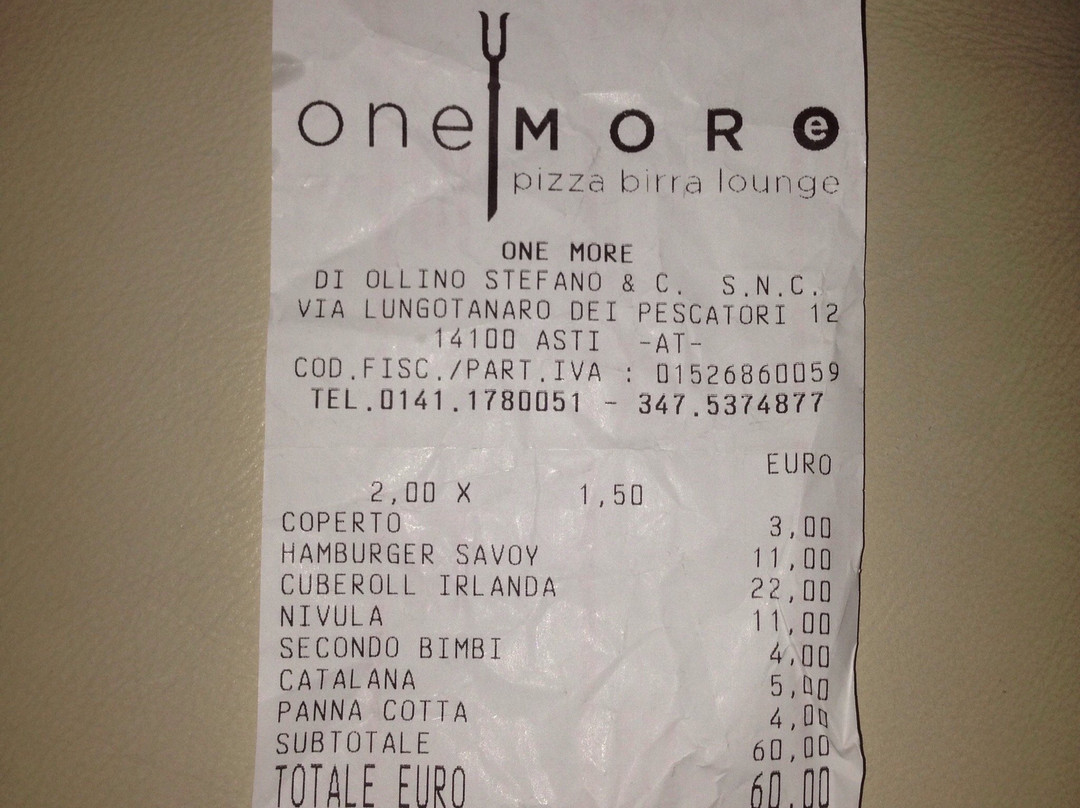 one MORe
pizza birra lounge
ONE MORE
DI OLLINO STEFANO & C. S.N.C.
VIA LUNGOTANARO DEI PESCATORI 12
14100 ASTI -AT-
COD.FISC./PART.IVA : 01526860059
TEL.0141.1780051 - 347.5374877
EURO
2,00 X 1,50
COPERTO 3,00
HAMBURGER SAVOY 11,00
CUBEROLL IRLANDA 22,00
NIVULA 11,00
SECONDO BIMBI 4,00
CATALANA 5,00
PANNA COTTA 4,00
SUBTOTALE 60,00
TOTALE EURO 60,00